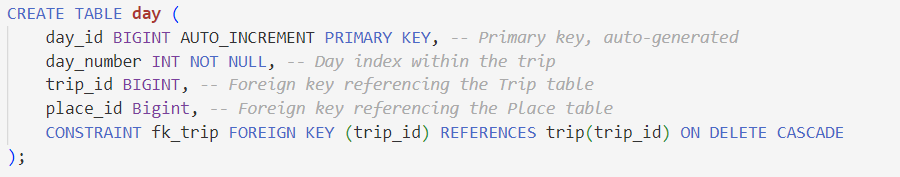 CREATE TABLE day (
    day_id BIGINT AUTO_INCREMENT PRIMARY KEY, -- Primary key, auto-generated
    day_number INT NOT NULL, -- Day index within the trip
    trip_id BIGINT, -- Foreign key referencing the Trip table
    place_id Bigint, -- Foreign key referencing the Place table
    CONSTRAINT fk_trip FOREIGN KEY (trip_id) REFERENCES trip(trip_id) ON DELETE CASCADE
);